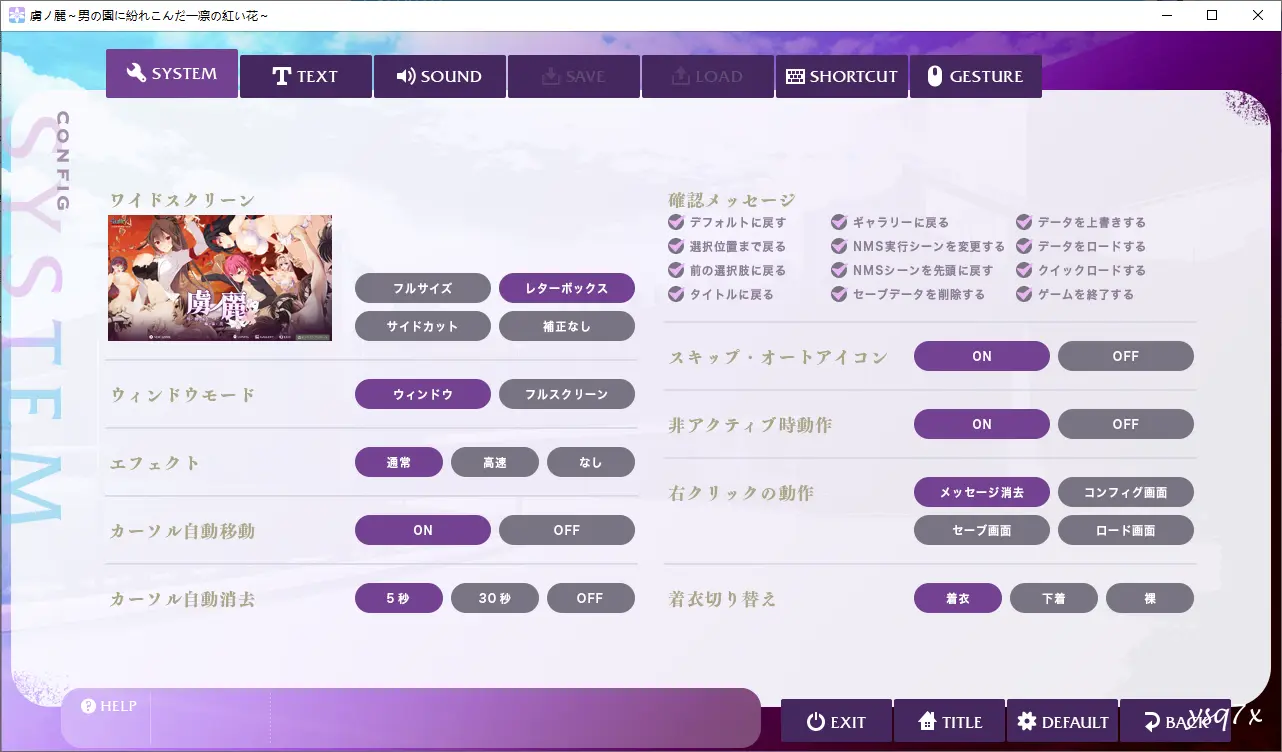 虜ノ麗~男の園に紛れこんだ一凛の紅い花~
SYSTEM
TEXT
SOUND
SAVE
LOAD
SHORTCUT
GESTURE
CONFIG
SYSTEM
ワイドスクリーン
虜ノ麗
フルサイズ
レターボックス
サイドカット
補正なし
ウィンドウモード
ウィンドウ
フルスクリーン
エフェクト
通常
高速
なし
カーソル自動移動
ON
OFF
カーソル自動消去
5秒
30秒
OFF
確認メッセージ
デフォルトに戻す
ギャラリーに戻る
データを上書きする
選択位置まで戻る
NMS実行シーンを変更する
データをロードする
前の選択肢に戻る
NMSシーンを先頭に戻す
クイックロードする
タイトルに戻る
セーブデータを削除する
ゲームを終了する
スキップ・オートアイコン
ON
OFF
非アクティブ時動作
ON
OFF
右クリックの動作
メッセージ消去
コンフィグ画面
セーブ画面
ロード画面
着衣切り替え
着衣
下着
裸
HELP
EXIT
TITLE
DEFAULT
BACK
ysq7x